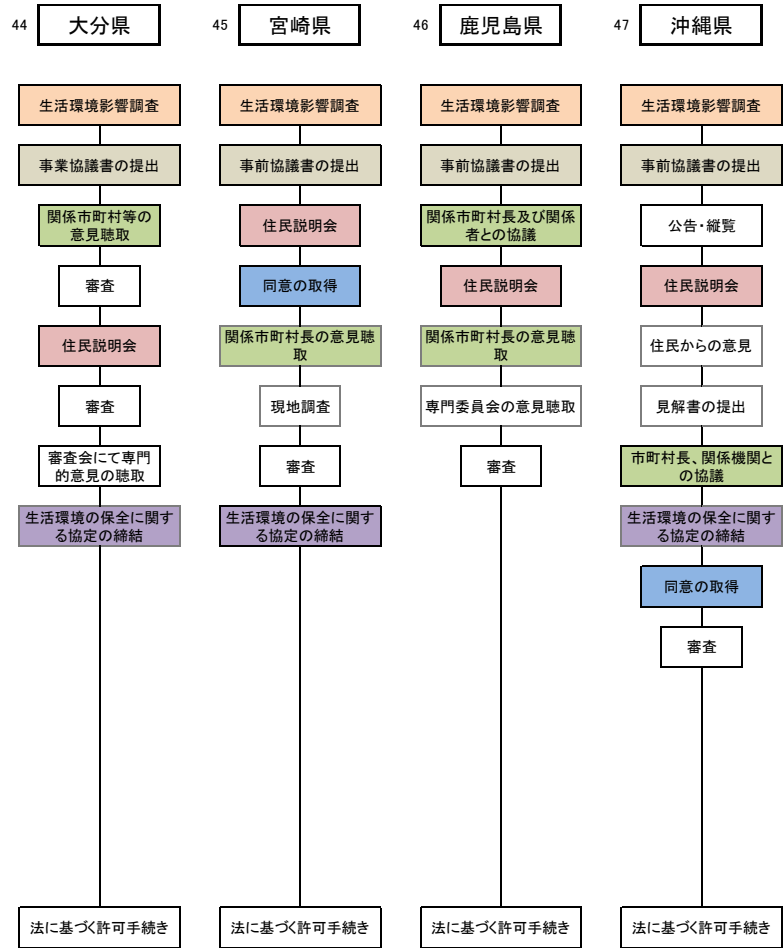 44 大分県
生活環境影響調査
事業協議書の提出
関係市町村等の
意見聴取
審査
住民説明会
審査
審査会にて専門
的意見の聴取
生活環境の保全に関す
る協定の締結
法に基づく許可手続き
45 宮崎県
生活環境影響調査
事前協議書の提出
住民説明会
同意の取得
関係市町村長の意見聴
取
現地調査
審査
生活環境の保全に関す
る協定の締結
法に基づく許可手続き
46 鹿児島県
生活環境影響調査
事前協議書の提出
関係市町村長及び関係
者との協議
住民説明会
関係市町村長の意見聴
取
専門委員会の意見聴取
審査
法に基づく許可手続き
47 沖縄県
生活環境影響調査
事前協議書の提出
公告・縦覧
住民説明会
住民からの意見
見解書の提出
市町村長、関係機関と
の協議
生活環境の保全に関す
る協定の締結
同意の取得
審査
法に基づく許可手続き